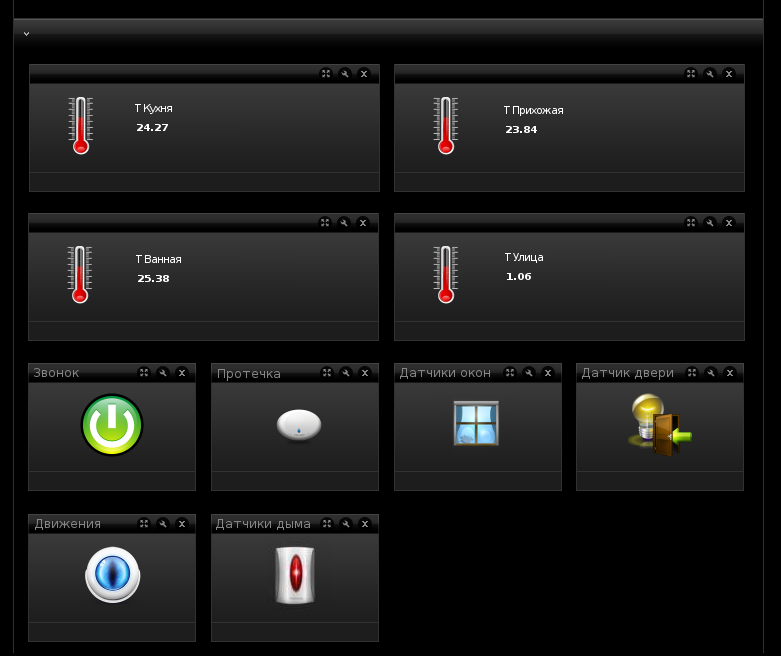 Т Кухня
24.27
Т Прихожая
23.84
Т Ванная
25.38
Т Улица
1.06
Звонок
Протечка
Датчики окон
Датчик двери
Движения
Датчики дыма